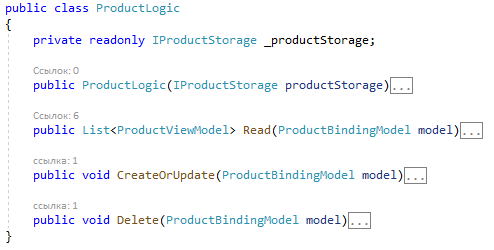 public class ProductLogic
{
private readonly IProductStorage _productStorage;
Ссылок: 0
public ProductLogic(IProductStorage productStorage)...
Ссылок: 6
public List<ProductViewModel> Read(ProductBindingModel model)...
ссылка: 1
public void CreateOrUpdate(ProductBindingModel model)...
ссылка: 1
public void Delete(ProductBindingModel model)...
}